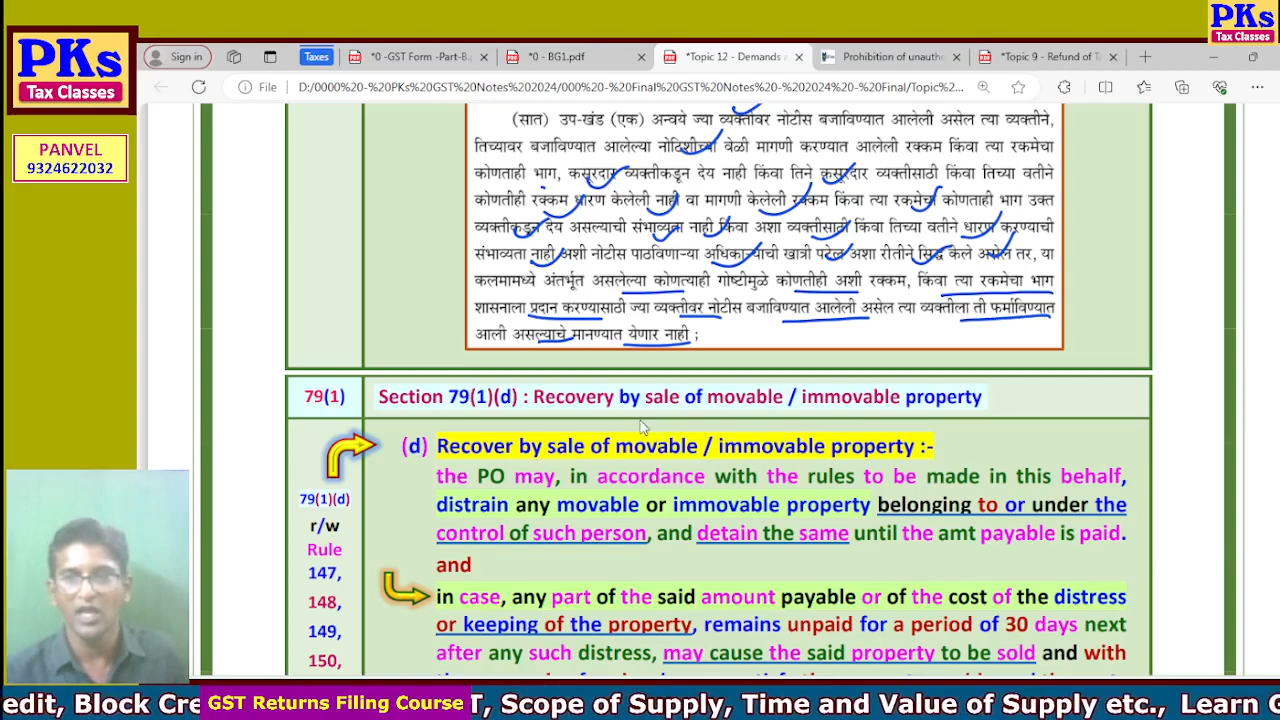 PKs
Tax Classes
PANVEL
9324622032
PKs
Tax Classes
Sign in
Taxes
*0 -GST Form -Part-B.
*0 - BG1.pdf
*Topic 12 - Demands
Prohibition of unautho
*Topic 9 - Refund of T
File
D:/0000%20-%20PKs%20GST%20Notes%202024/000%20-%20Final%20GST%20Notes%20%202024%20-%20Final/Topic%...
(सात) उप-खंड (एक) अन्वये ज्या व्यक्तीवर नोटीस बजाविण्यात आलेली असेल त्या व्यक्तीने,
तिच्यावर बजाविण्यात आलेल्या नोटिशीच्या वेळी मागणी करण्यात आलेली रक्कम किंवा त्या रकमेचा
कोणताही भाग, कसूरदार व्यक्तीकडून देय नाही किंवा तिने कसूरदार व्यक्तीसाठी किंवा तिच्या वतीने
कोणतीही रक्कम धारण केलेली नाही वा मागणी केलेली रक्कम किंवा त्या रकमेचा कोणताही भाग उक्त
व्यक्तीकडून देय असल्याची संभाव्यता नाही किंवा अशा व्यक्तीसाठी किंवा तिच्या वतीने धारण करण्याची
संभाव्यता नाही अशी नोटीस पाठविणाऱ्या अधिकाऱ्याची खात्री पटेल अशा रीतीने सिद्ध केले असेल तर, या
कलमामध्ये अंतर्भूत असलेल्या कोणत्याही गोष्टीमुळे कोणतीही अशी रक्कम, किंवा त्या रकमेचा भाग
शासनाला प्रदान करण्यासाठी ज्या व्यक्तीवर नोटीस बजाविण्यात आलेली असेल त्या व्यक्तीला ती फर्माविण्यात
आली असल्याचे मानण्यात येणार नाही ;
79(1)
Section 79(1)(d) : Recovery by sale of movable / immovable property
(d) Recover by sale of movable / immovable property :-
the PO may, in accordance with the rules to be made in this behalf,
distrain any movable or immovable property belonging to or under the
control of such person, and detain the same until the amt payable is paid.
and
in case, any part of the said amount payable or of the cost of the distress
or keeping of the property, remains unpaid for a period of 30 days next
after any such distress, may cause the said property to be sold and with
79(1)(d)
r/w
Rule
147,
148,
149,
150,
edit, Block Cre
GST Returns Filing Course
T, Scope of Supply, Time and Value of Supply etc., Learn G